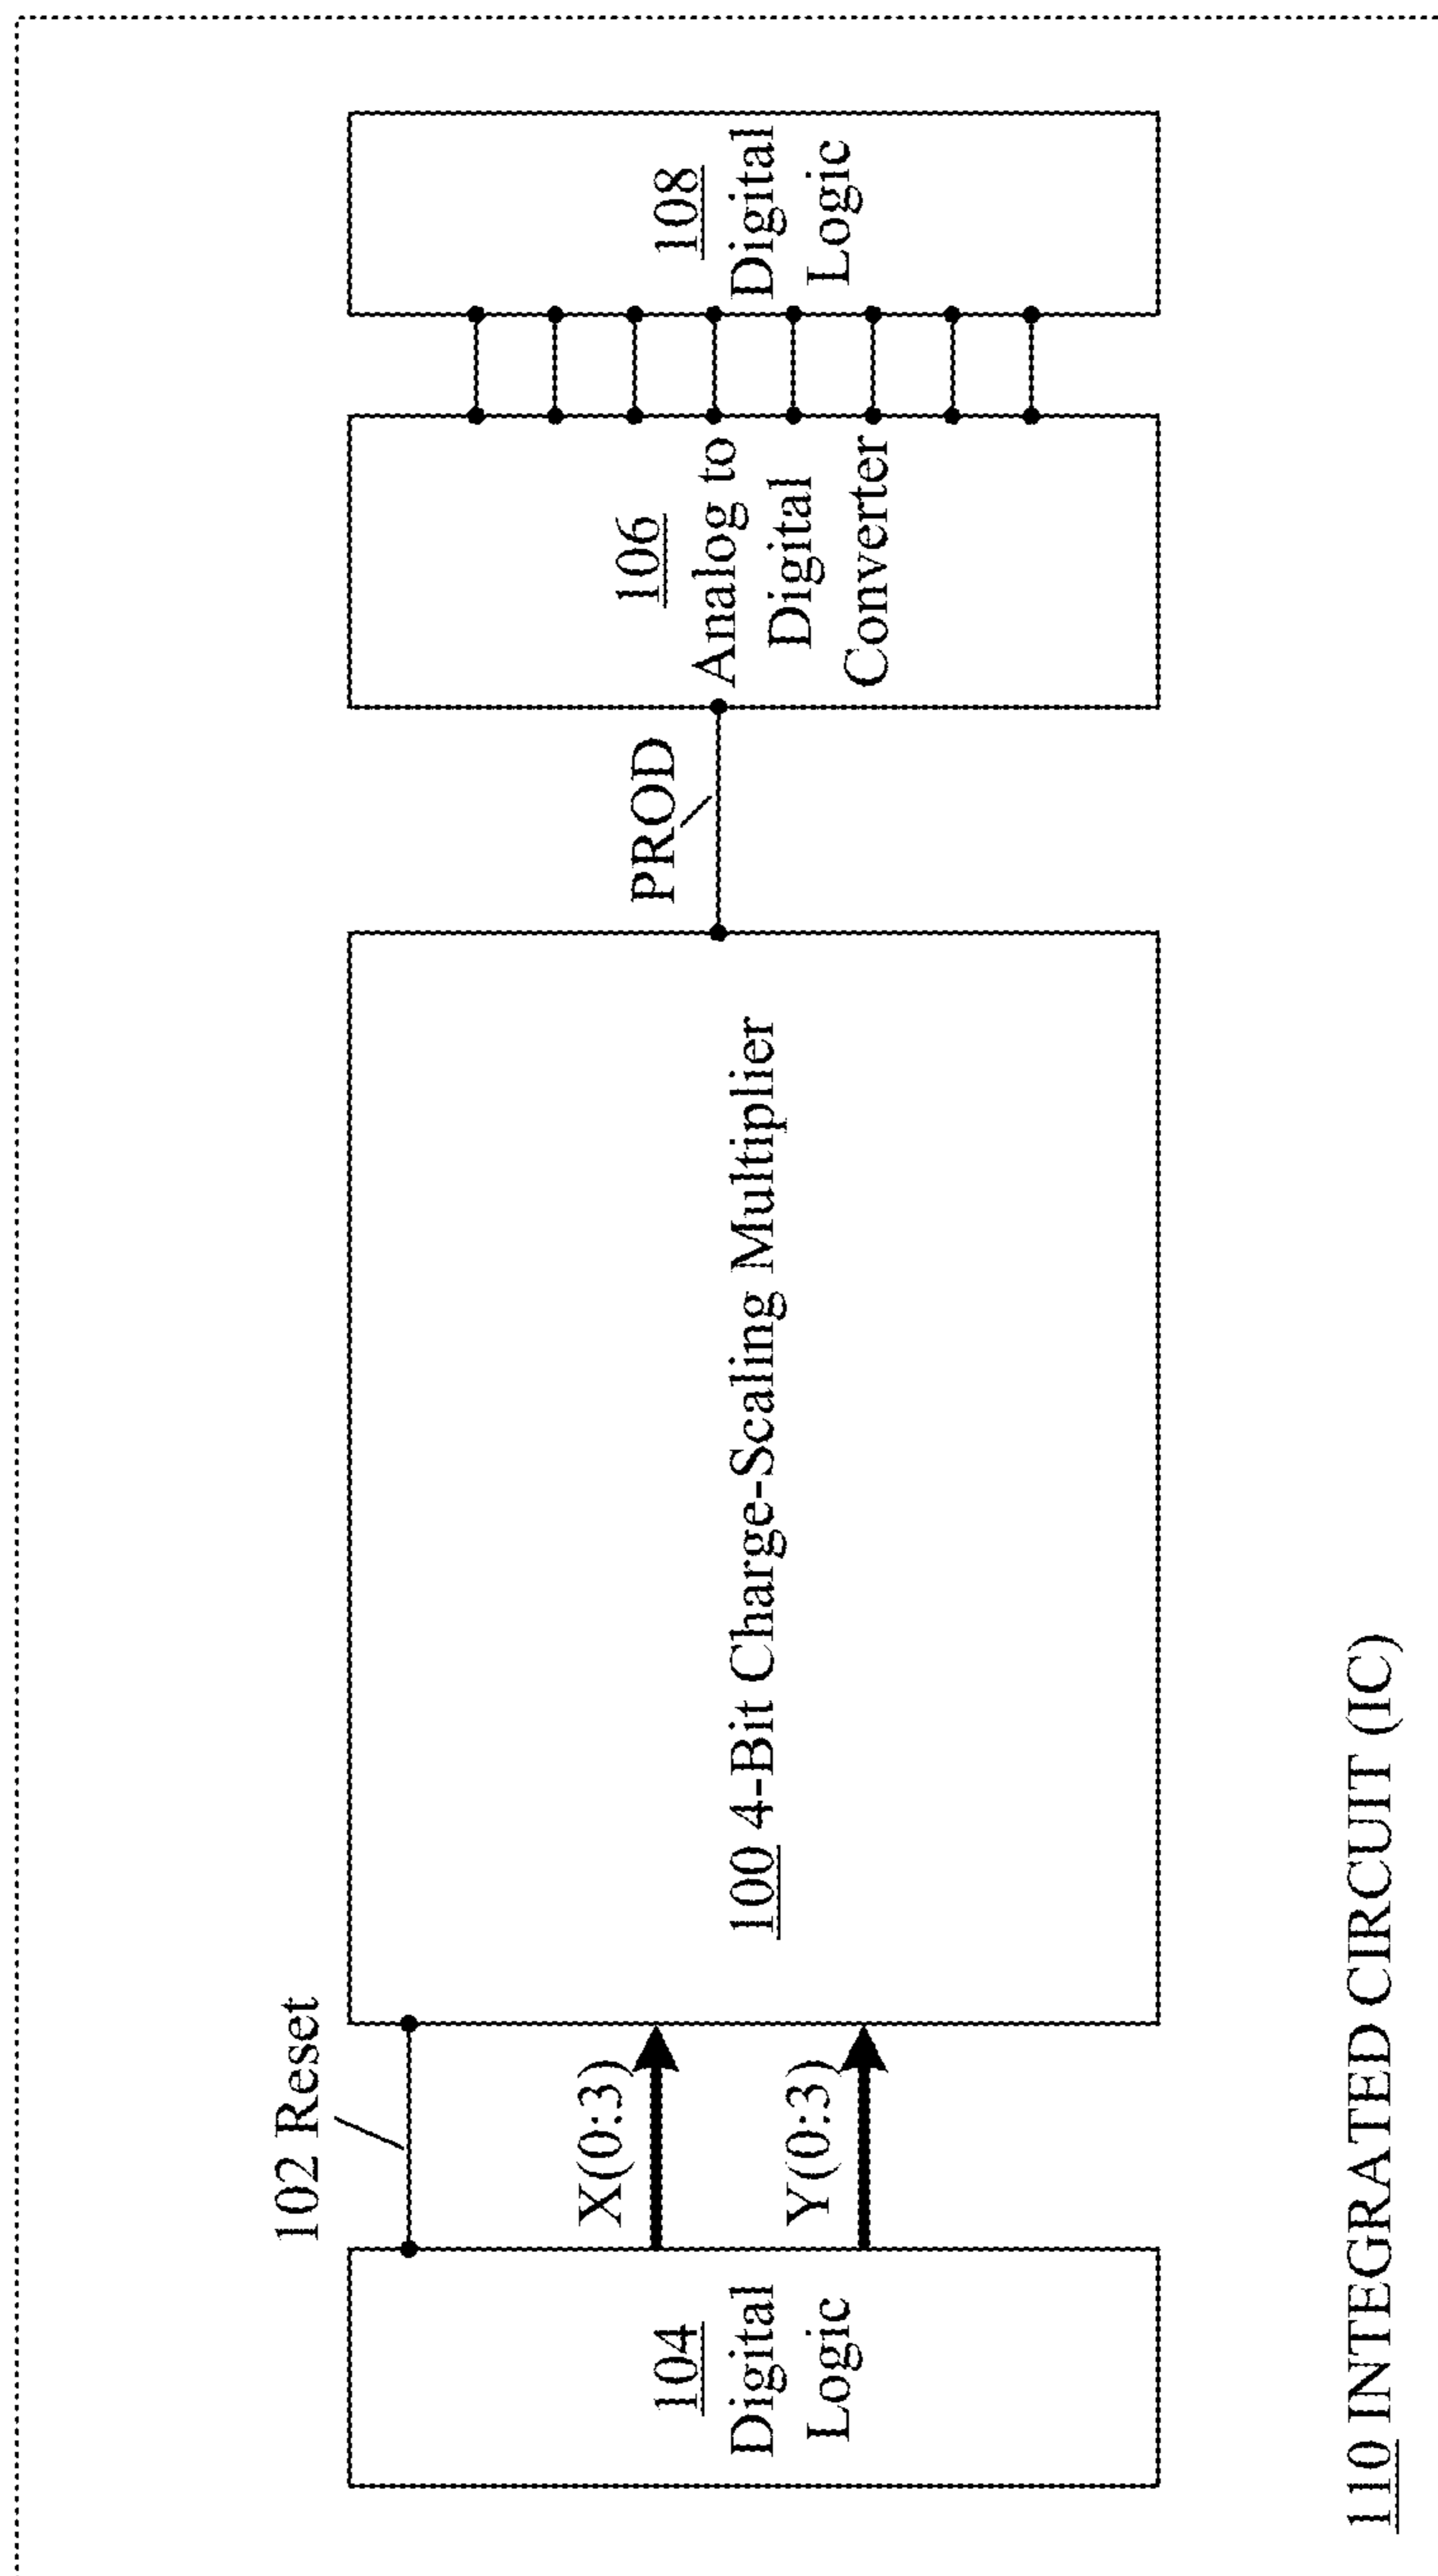 102 Reset
104
Digital
Logic
X(0:3)
Y(0:3)
100 4-Bit Charge-Scaling Multiplier
PROD
106
Analog to
Digital
Converter
108
Digital
Logic
110 INTEGRATED CIRCUIT (IC)